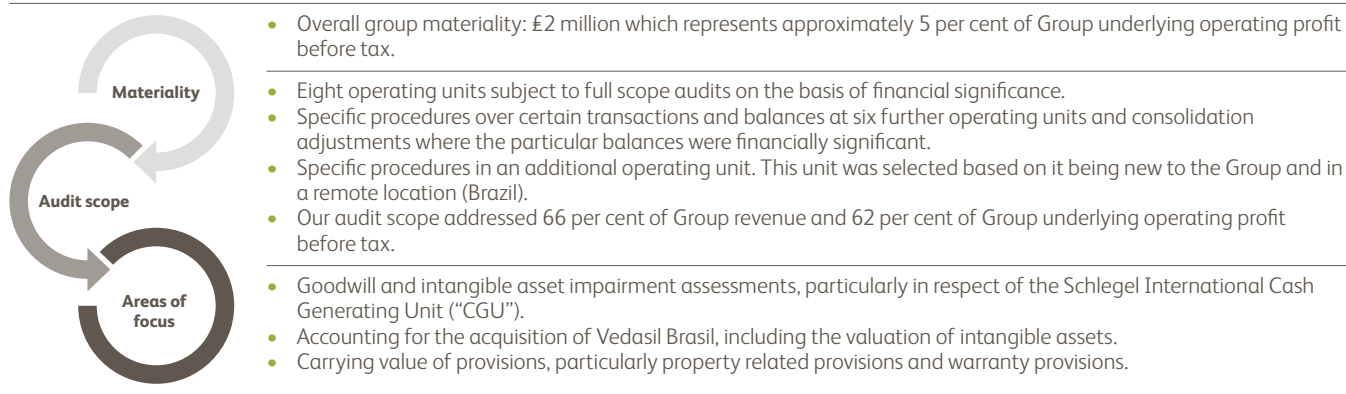 Materiality
• Overall group materiality: £2 million which represents approximately 5 per cent of Group underlying operating profit
before tax.
Audit scope
• Eight operating units subject to full scope audits on the basis of financial significance.
• Specific procedures over certain transactions and balances at six further operating units and consolidation
adjustments where the particular balances were financially significant.
• Specific procedures in an additional operating unit. This unit was selected based on it being new to the Group and in
a remote location (Brazil).
• Our audit scope addressed 66 per cent of Group revenue and 62 per cent of Group underlying operating profit
before tax.
Areas of
focus
• Goodwill and intangible asset impairment assessments, particularly in respect of the Schlegel International Cash
Generating Unit (“CGU”).
• Accounting for the acquisition of Vedasil Brasil, including the valuation of intangible assets.
• Carrying value of provisions, particularly property related provisions and warranty provisions.